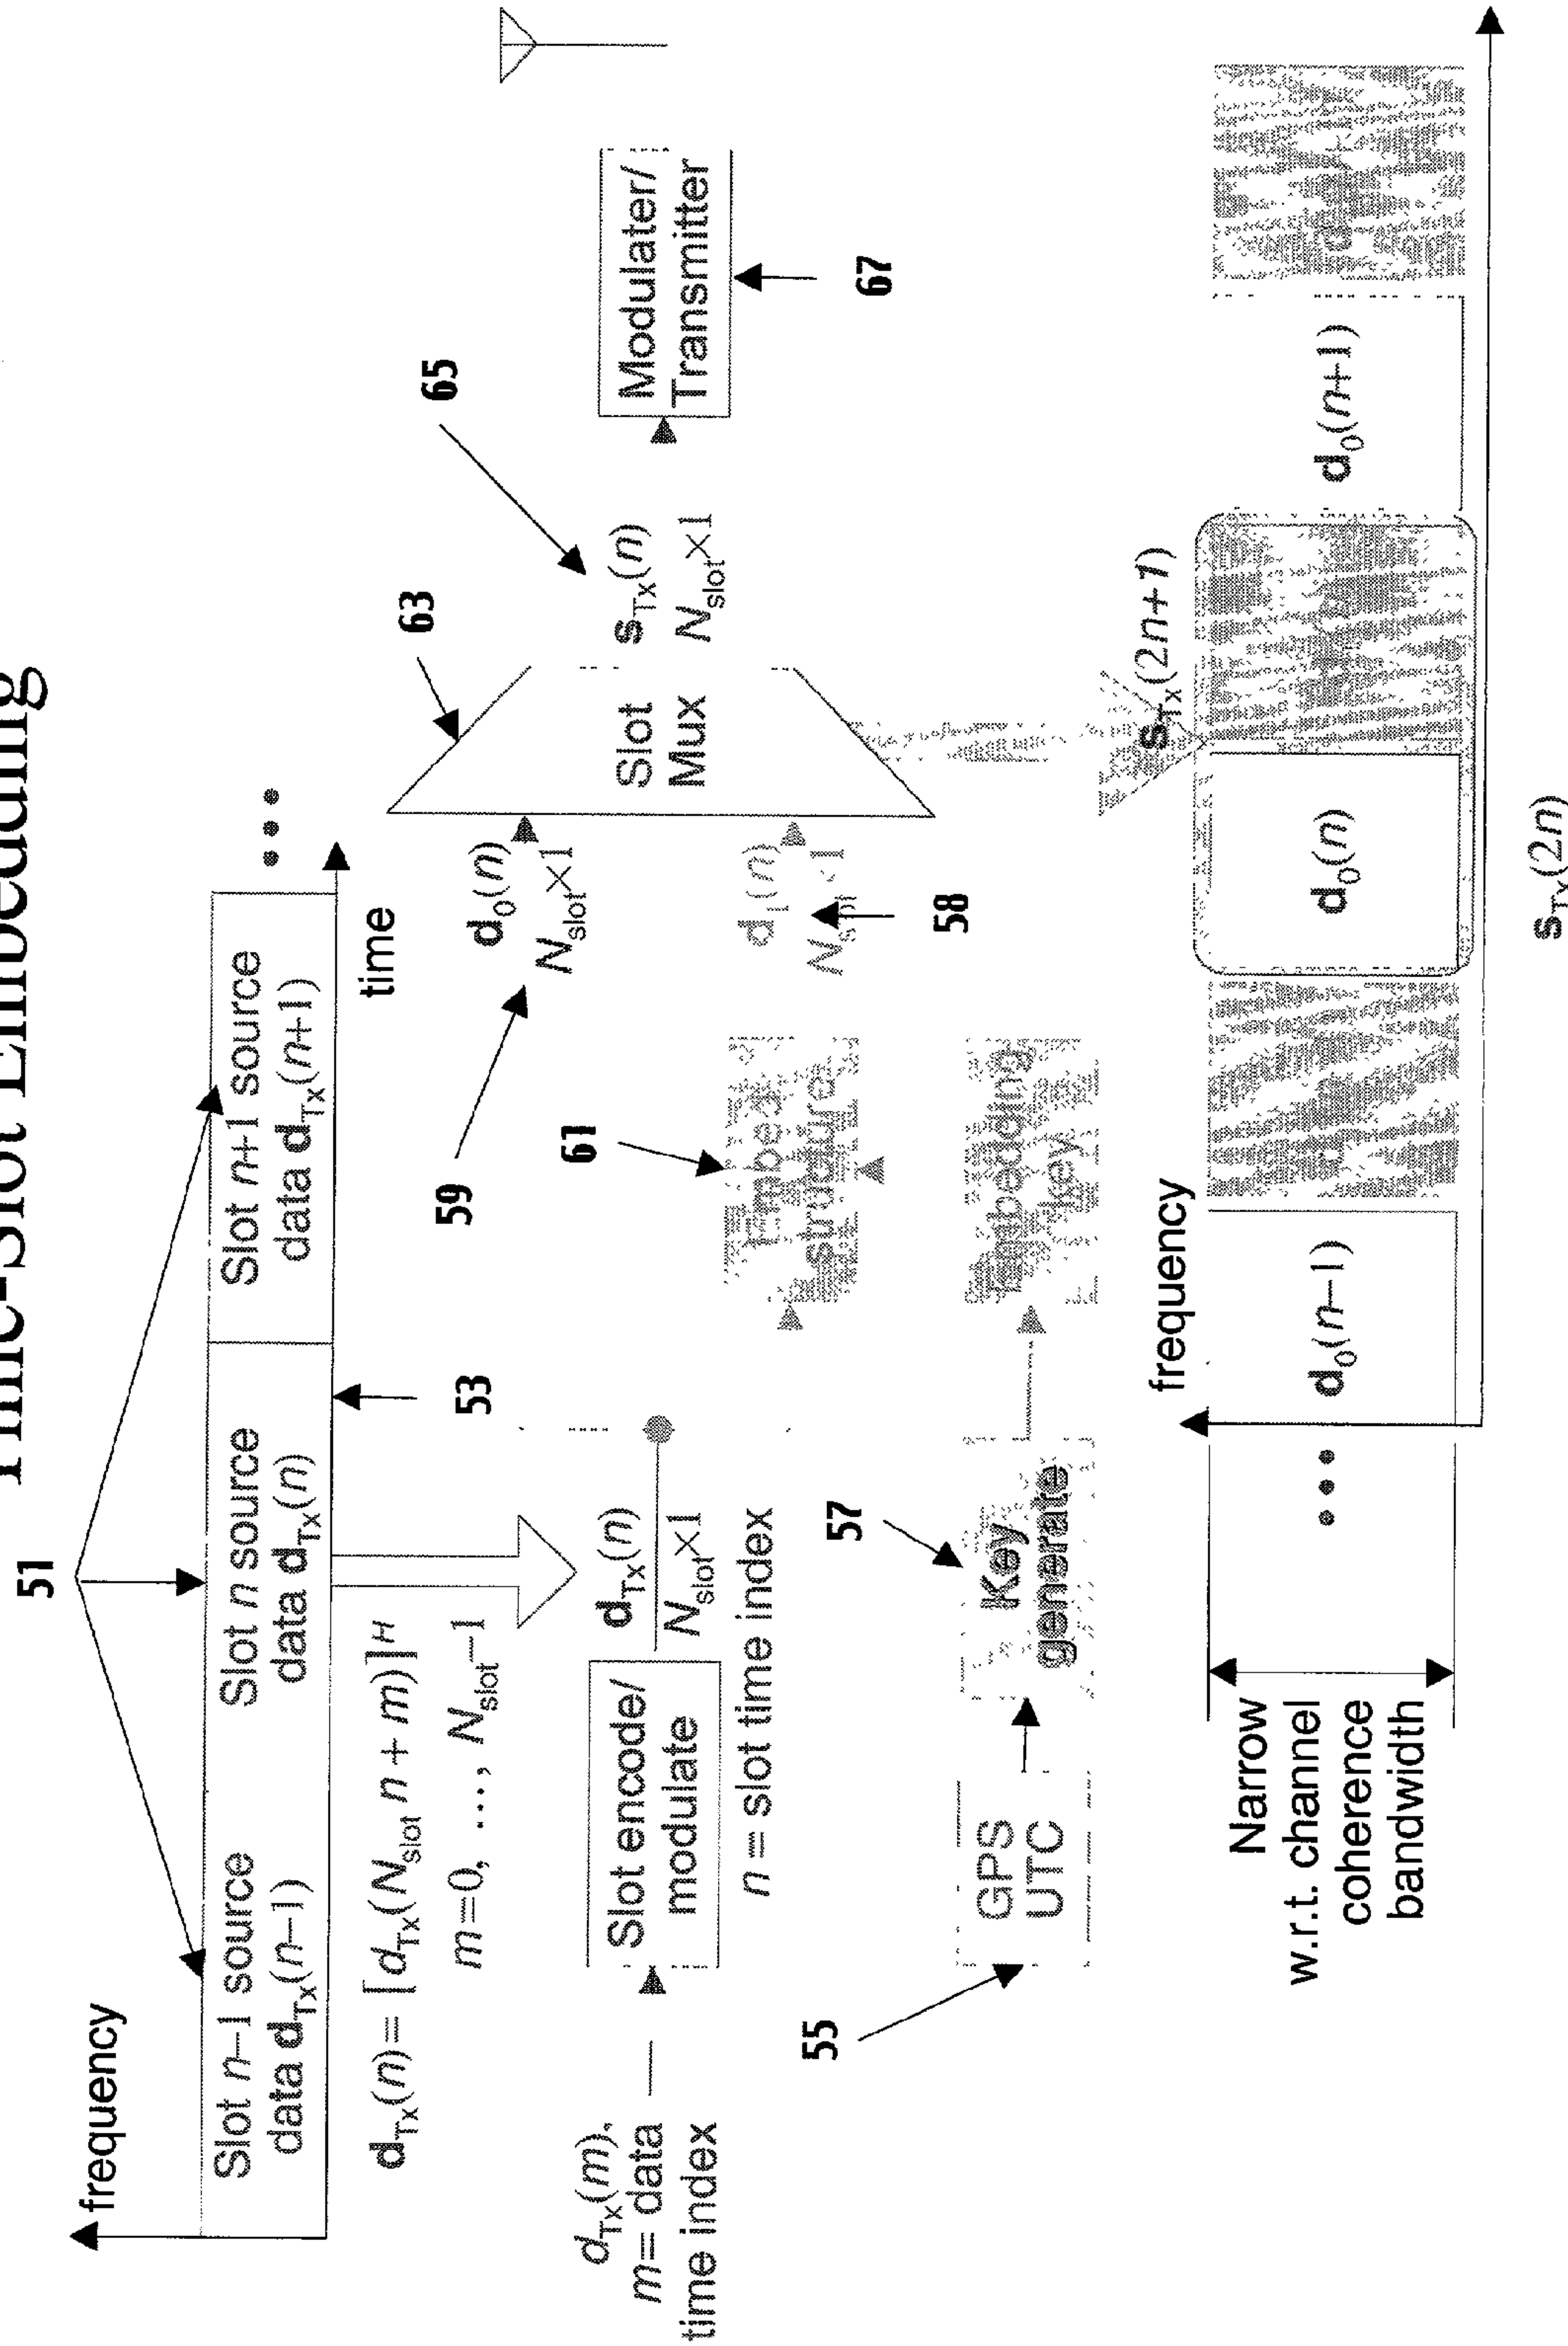 Time-Slot Embedding
51
frequency
Slot n–1 source
data d_Tx(n–1)
Slot n source
data d_Tx(n)
Slot n+1 source
data d_Tx(n+1)
•••
time
53
d_Tx(n) = [d_Tx(N_slot n + m)]^H
m=0, …, N_slot–1
d_Tx(m),
m= data
time index
Slot encode/
modulate
d_Tx(n)
N_slot×1
n = slot time index
59
d_0(n)
N_slot×1
61
Embed
structure
d_1(n)
58
63
Slot
Mux
65
s_Tx(n)
N_slot×1
Modulater/
Transmitter
67
55
GPS
UTC
57
Key
generate
Embedding
key
frequency
Narrow
w.r.t. channel
coherence
bandwidth
•••
d_0(n–1)
d_0(n)
d_0(n+1)
s_Tx(2n+1)
s_Tx(2n)